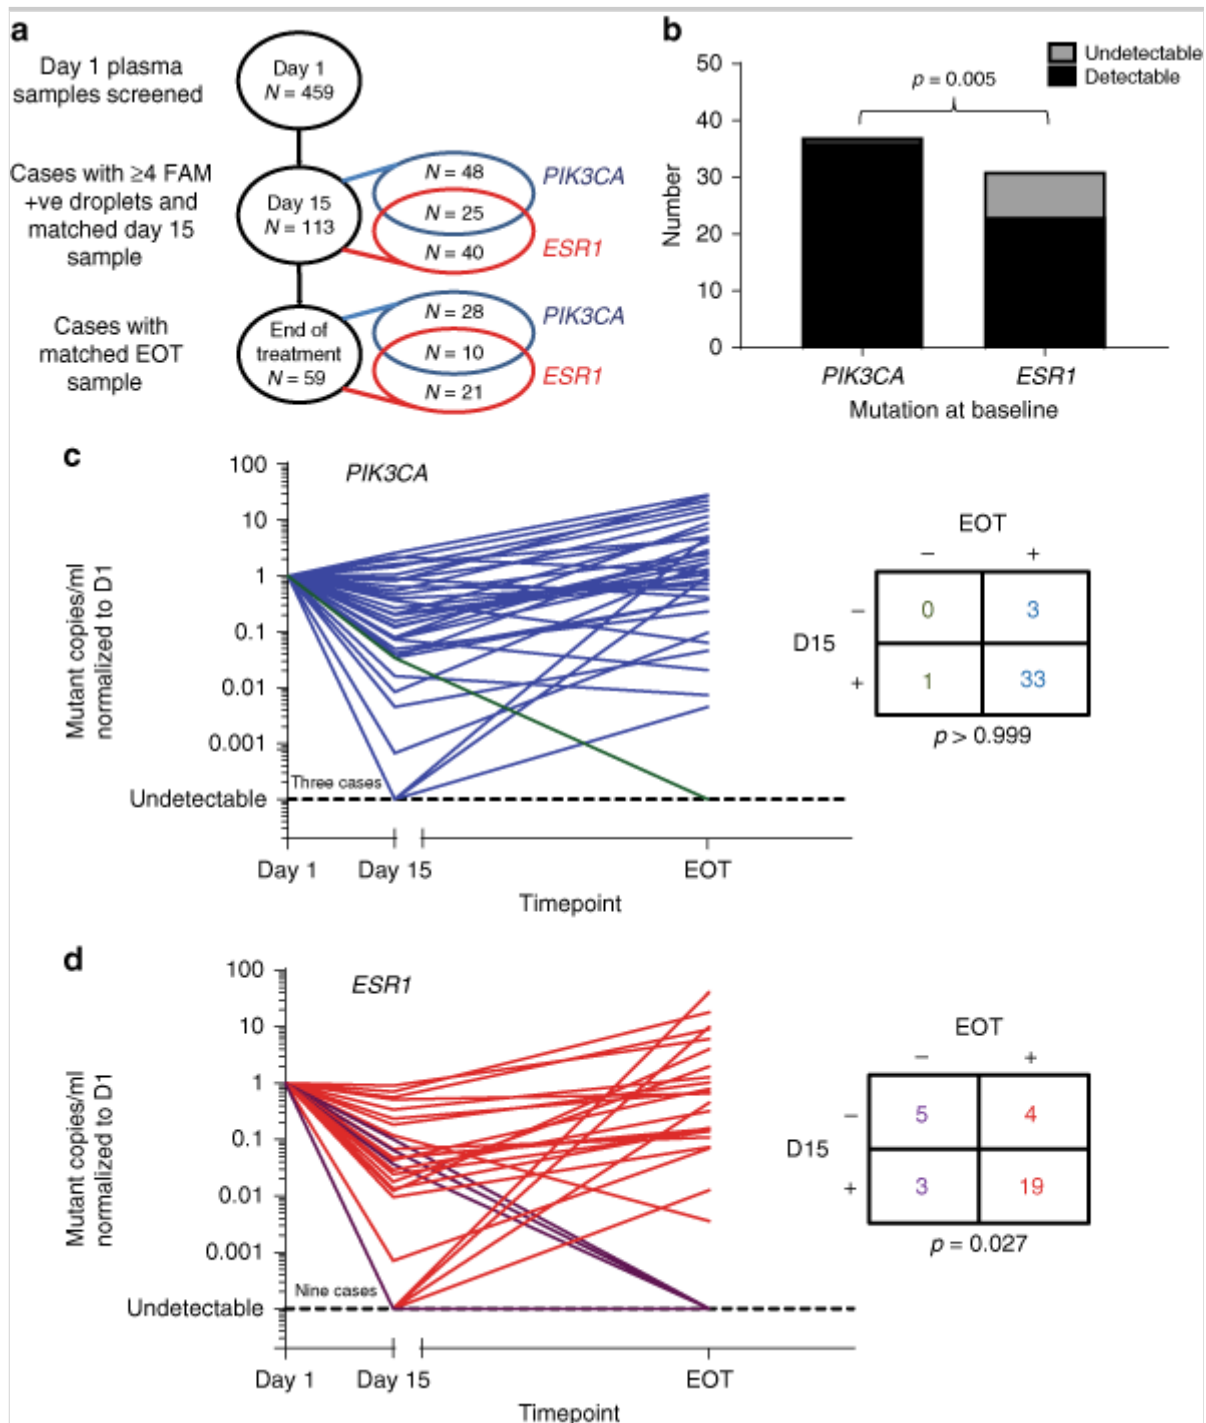 a
Day 1 plasma
samples screened
Day 1
N = 459
Cases with ≥4 FAM
+ve droplets and
matched day 15
sample
Day 15
N = 113
N = 48
N = 25
N = 40
PIK3CA
ESR1
Cases with
matched EOT
sample
End of
treatment
N = 59
N = 28
N = 10
N = 21
PIK3CA
ESR1
b
Undetectable
Detectable
p = 0.005
Number
50
40
30
20
10
0
PIK3CA
ESR1
Mutation at baseline
c
PIK3CA
Mutant copies/ml
normalized to D1
100
10
1
0.1
0.01
0.001
Undetectable
Three cases
Day 1
Day 15
EOT
Timepoint
EOT
– +
D15
– 0 3
+ 1 33
p > 0.999
d
ESR1
Mutant copies/ml
normalized to D1
100
10
1
0.1
0.01
0.001
Undetectable
Nine cases
Day 1
Day 15
EOT
Timepoint
EOT
– +
D15
– 5 4
+ 3 19
p = 0.027